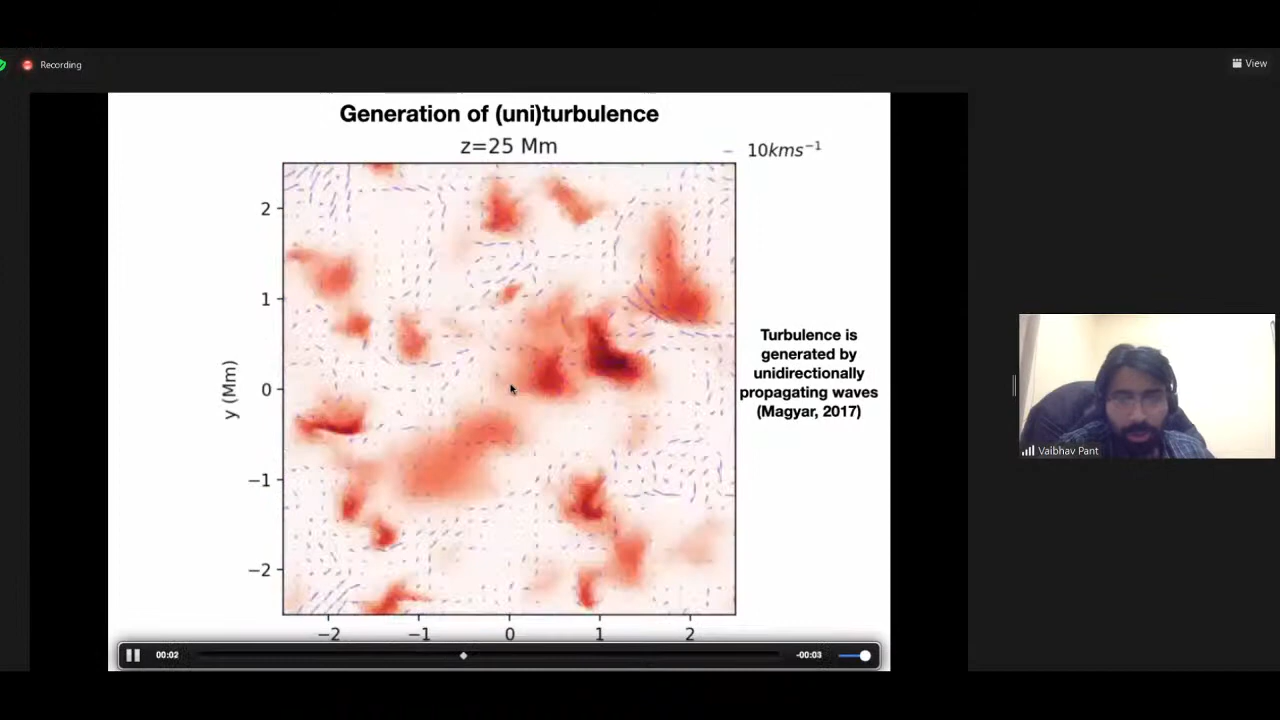 Recording
View
Generation of (uni)turbulence
z=25 Mm
10kms⁻¹
2
1
0
−1
−2
y (Mm)
−2 −1 0 1 2
Turbulence is
generated by
unidirectionally
propagating waves
(Magyar, 2017)
Vaibhav Pant
00:02
-00:03